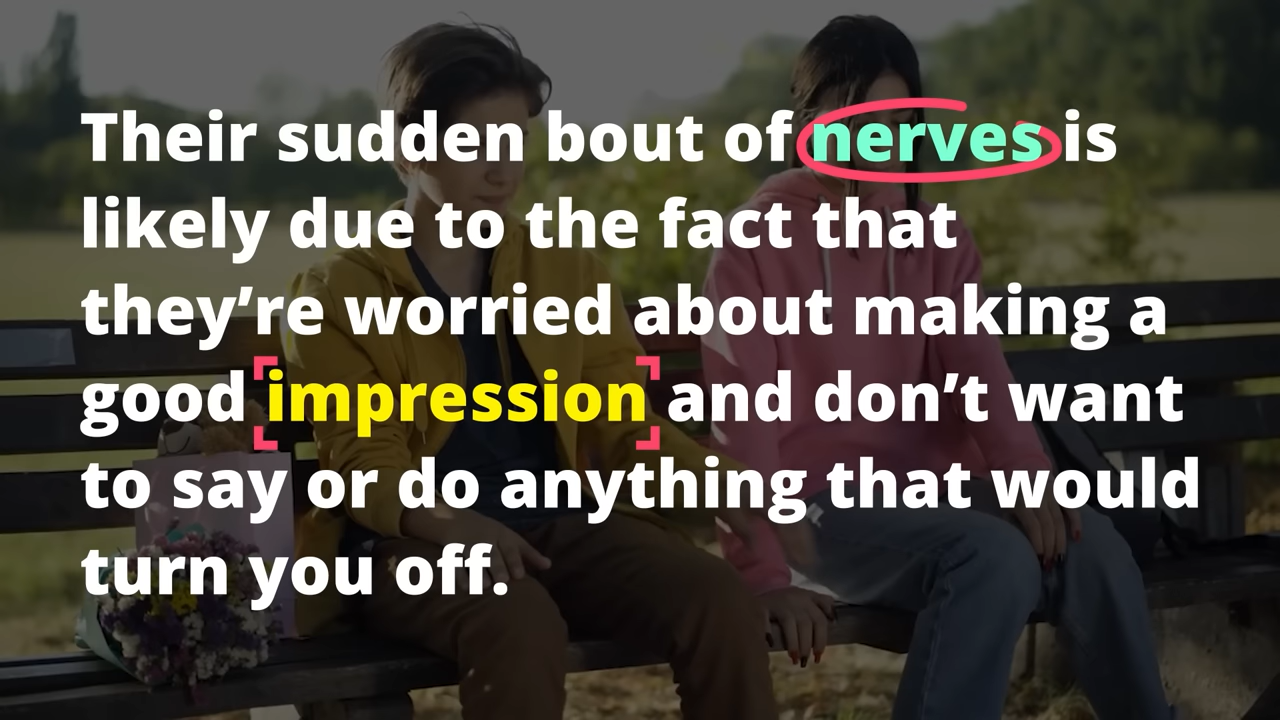 Their sudden bout of nerves is
likely due to the fact that
they’re worried about making a
good impression and don’t want
to say or do anything that would
turn you off.